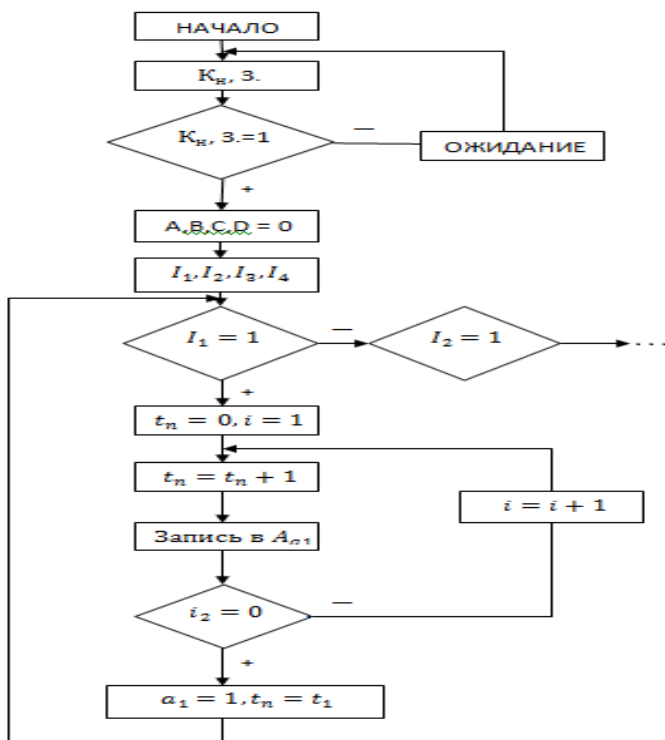 НАЧАЛО
Кн, З.
Кн, З.=1
—
ОЖИДАНИЕ
+
A,B,C,D = 0
I₁, I₂, I₃, I₄
I₁ = 1
—
I₂ = 1
...
+
tₙ = 0, i = 1
tₙ = tₙ + 1
i = i + 1
Запись в
i₂ = 0
—
+
a₁ = 1, tₙ = t₁